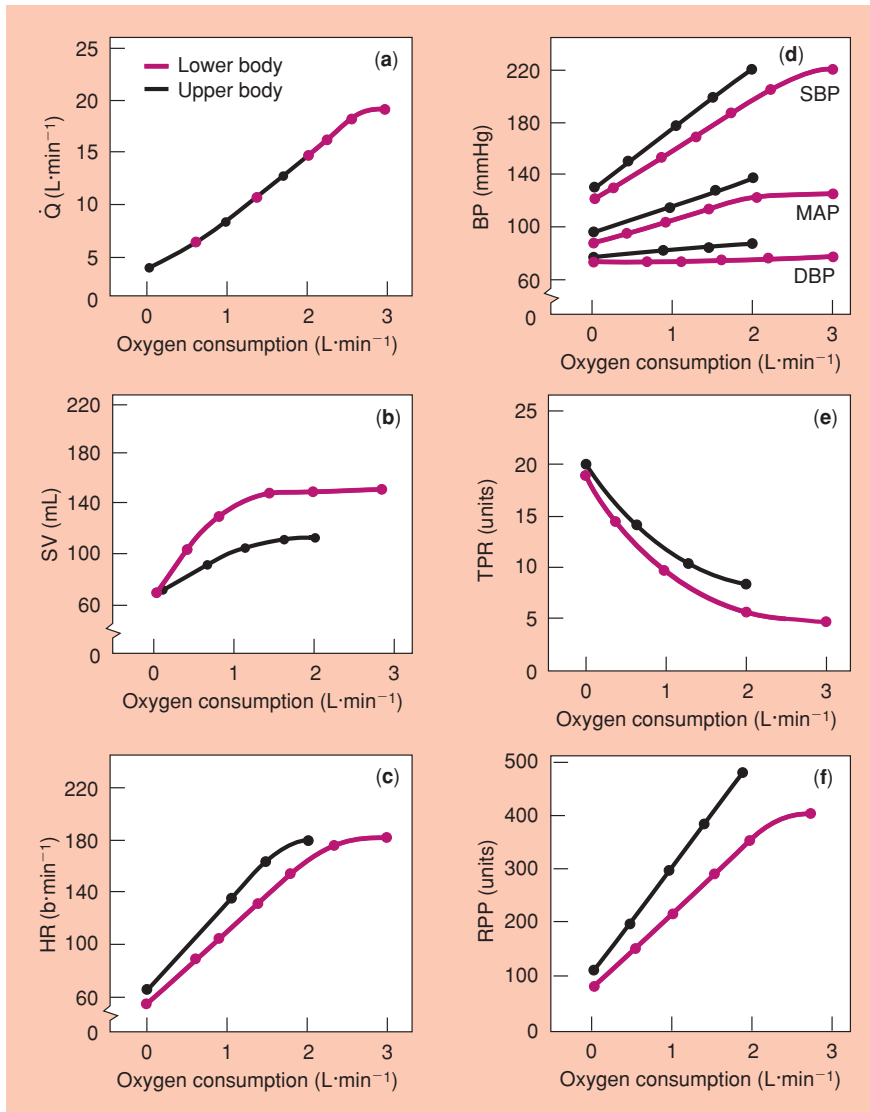 (a)
Lower body
Upper body
25
20
15
10
5
0
Q̇ (L·min⁻¹)
0 1 2 3
Oxygen consumption (L·min⁻¹)
(b)
220
180
140
100
60
0
SV (mL)
0 1 2 3
Oxygen consumption (L·min⁻¹)
(c)
220
180
140
100
60
0
HR (b·min⁻¹)
0 1 2 3
Oxygen consumption (L·min⁻¹)
(d)
220
180
140
100
60
0
BP (mmHg)
SBP
MAP
DBP
0 1 2 3
Oxygen consumption (L·min⁻¹)
(e)
25
20
15
10
5
0
TPR (units)
0 1 2 3
Oxygen consumption (L·min⁻¹)
(f)
500
400
300
200
100
0
RPP (units)
0 1 2 3
Oxygen consumption (L·min⁻¹)